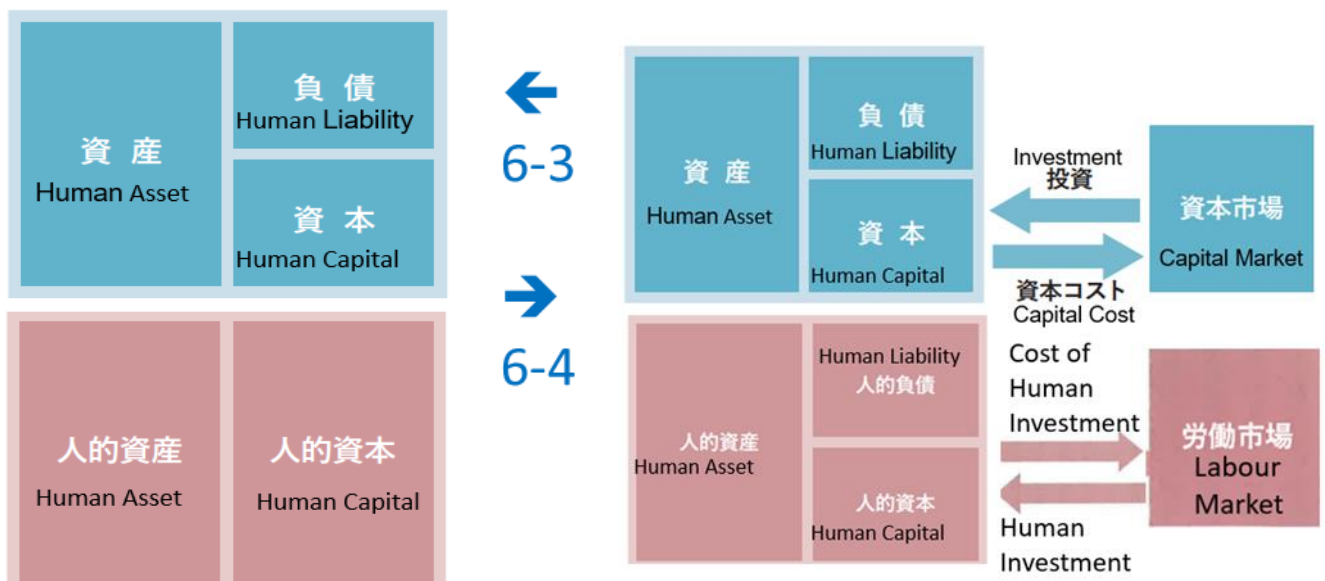 資 産
Human Asset
負 債
Human Liability
資 本
Human Capital
人的資産
Human Asset
人的資本
Human Capital
6-3
6-4
資 産
Human Asset
負 債
Human Liability
資 本
Human Capital
Investment
投資
資本コスト
Capital Cost
資本市場
Capital Market
人的資産
Human Asset
Human Liability
人的負債
人的資本
Human Capital
Cost of
Human
Investment
Human
Investment
労働市場
Labour
Market